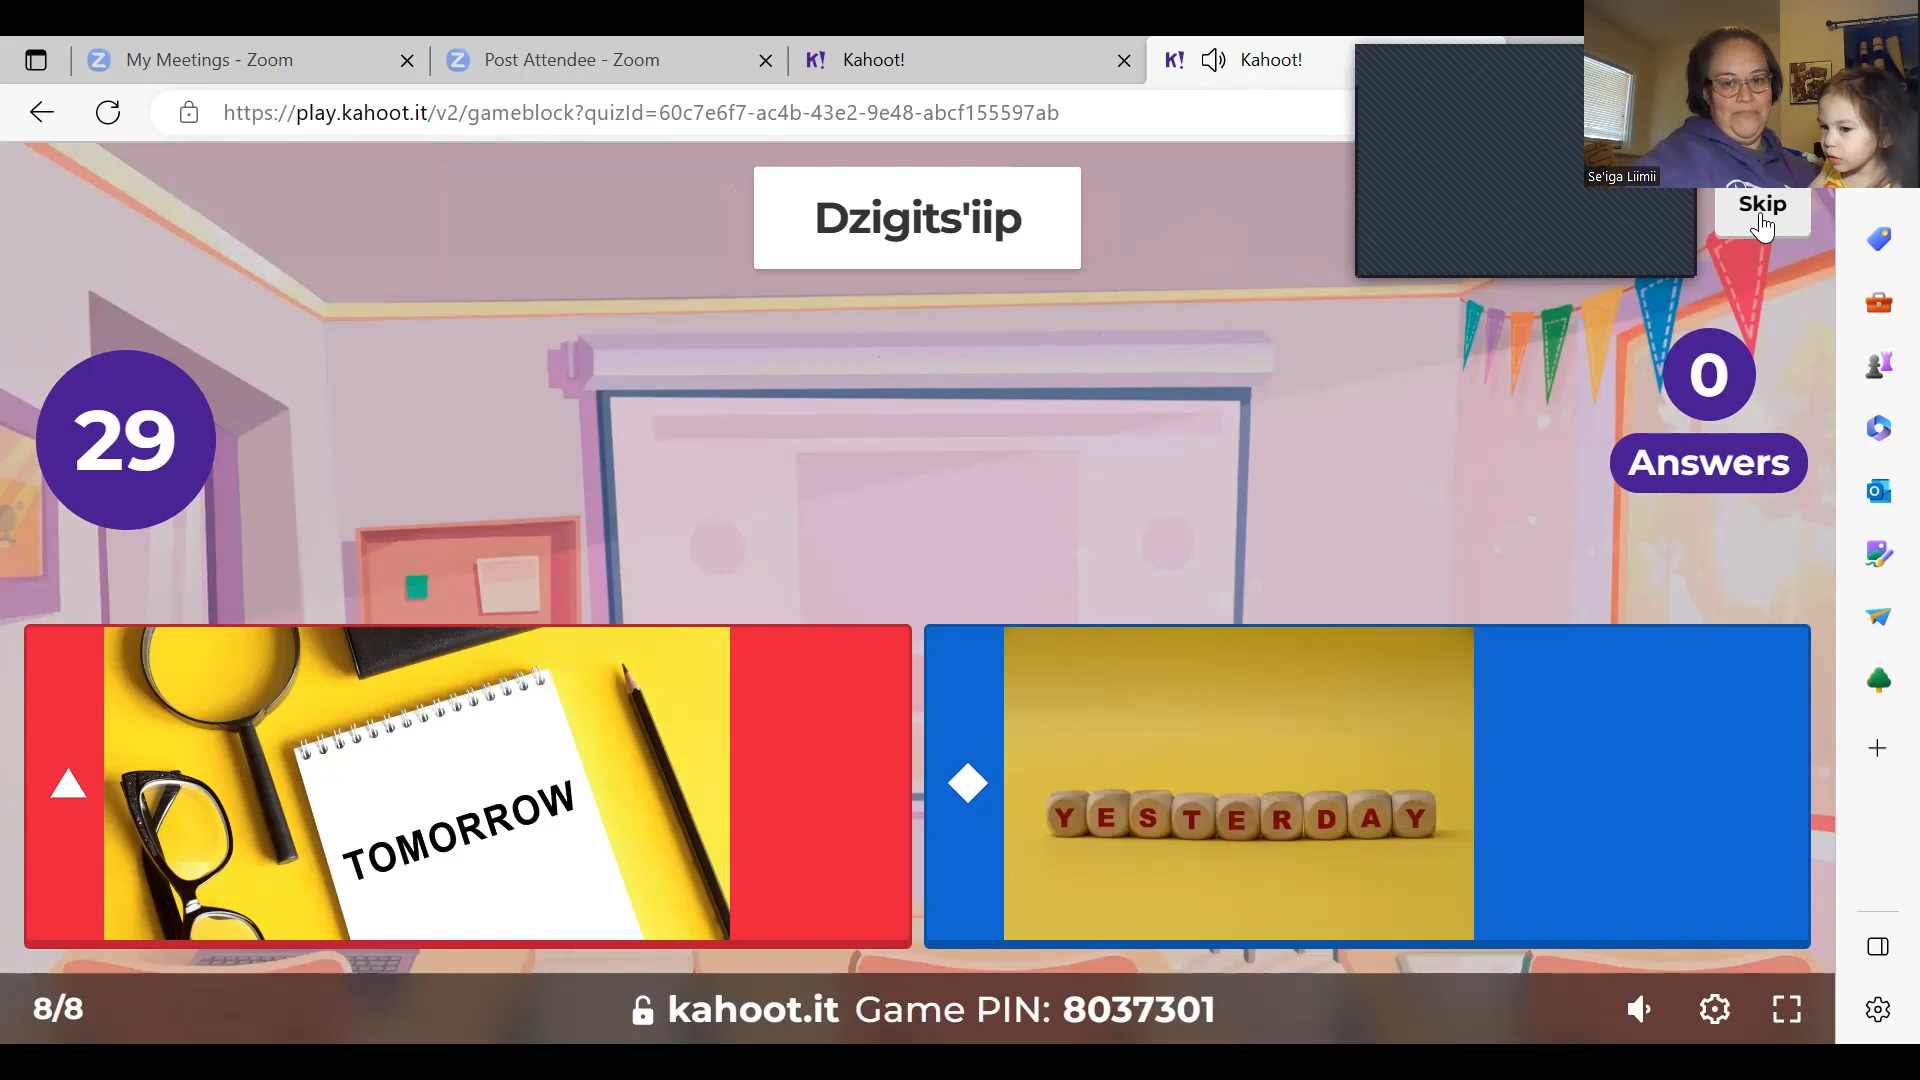 My Meetings - Zoom
Post Attendee - Zoom
K! Kahoot!
K! Kahoot!
https://play.kahoot.it/v2/gameblock?quizId=60c7e6f7-ac4b-43e2-9e48-abcf155597ab
Se'iga Liimii
Skip
Dzigits'iip
29
0
Answers
TOMORROW
YESTERDAY
8/8
kahoot.it Game PIN: 8037301